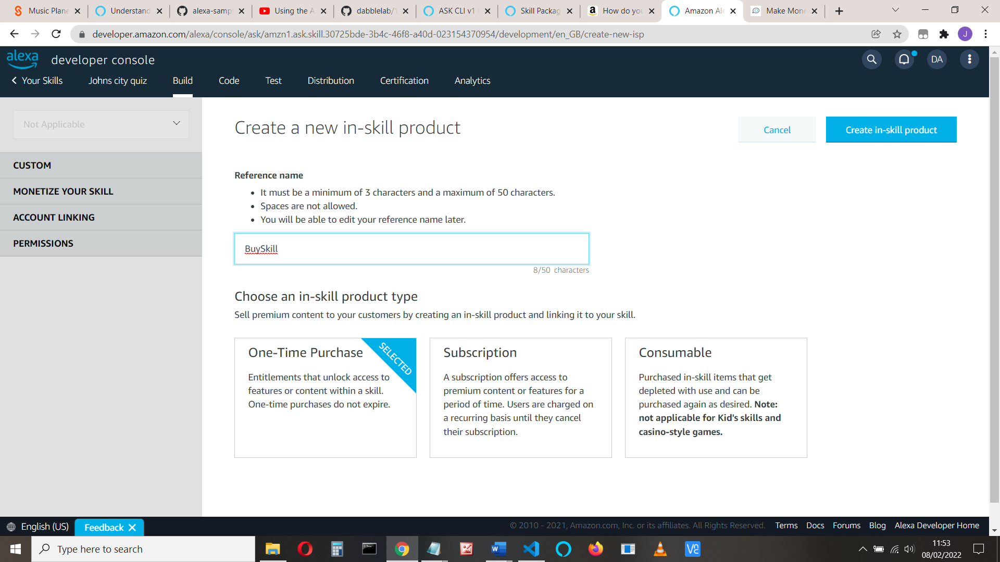 Music Plane
Understand
alexa-samp
Using the A
dabblelab/1
ASK CLI v1 t
Skill Packag
How do you
Amazon Ale
Make Mone
developer.amazon.com/alexa/console/ask/amzn1.ask.skill.30725bde-3b4c-46f8-a40d-023154370954/development/en_GB/create-new-isp
J
alexa
developer console
DA
Your Skills
Johns city quiz
Build
Code
Test
Distribution
Certification
Analytics
Not Applicable
CUSTOM
MONETIZE YOUR SKILL
ACCOUNT LINKING
PERMISSIONS
Create a new in-skill product
Cancel
Create in-skill product
Reference name
• It must be a minimum of 3 characters and a maximum of 50 characters.
• Spaces are not allowed.
• You will be able to edit your reference name later.
BuySkill
8/50 characters
Choose an in-skill product type
Sell premium content to your customers by creating an in-skill product and linking it to your skill.
One-Time Purchase
SELECTED
Entitlements that unlock access to
features or content within a skill.
One-time purchases do not expire.
Subscription
A subscription offers access to
premium content or features for a
period of time. Users are charged on
a recurring basis until they cancel
their subscription.
Consumable
Purchased in-skill items that get
depleted with use and can be
purchased again as desired. Note:
not applicable for Kid's skills and
casino-style games.
English (US)
Feedback
© 2010 - 2021, Amazon.com, Inc. or its affiliates. All Rights Reserved.
Terms
Docs
Forums
Blog
Alexa Developer Home
Type here to search
11:53
08/02/2022